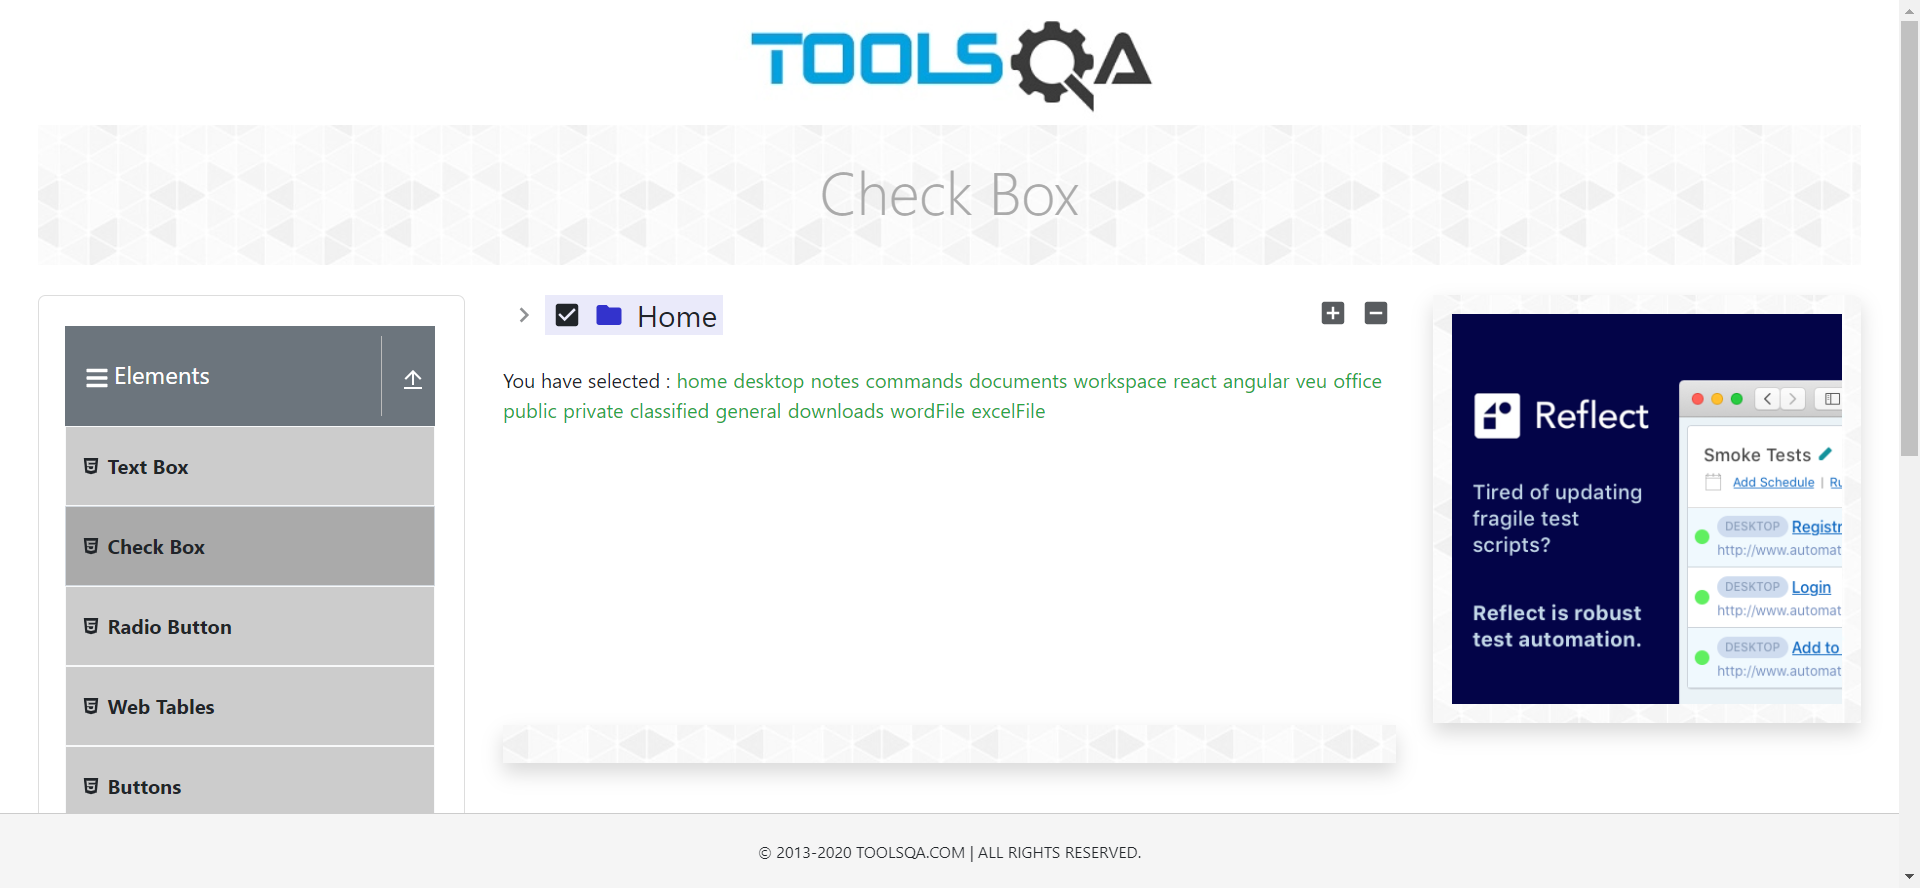 TOOLSQA
Check Box
Elements
Text Box
Check Box
Radio Button
Web Tables
Buttons
Home
You have selected : home desktop notes commands documents workspace react angular veu office
public private classified general downloads wordFile excelFile
Reflect
Tired of updating
fragile test
scripts?
Reflect is robust
test automation.
Smoke Tests
Add Schedule | Ru
DESKTOP Registr
http://www.automat
DESKTOP Login
http://www.automat
DESKTOP Add to
http://www.automat
© 2013-2020 TOOLSQA.COM | ALL RIGHTS RESERVED.